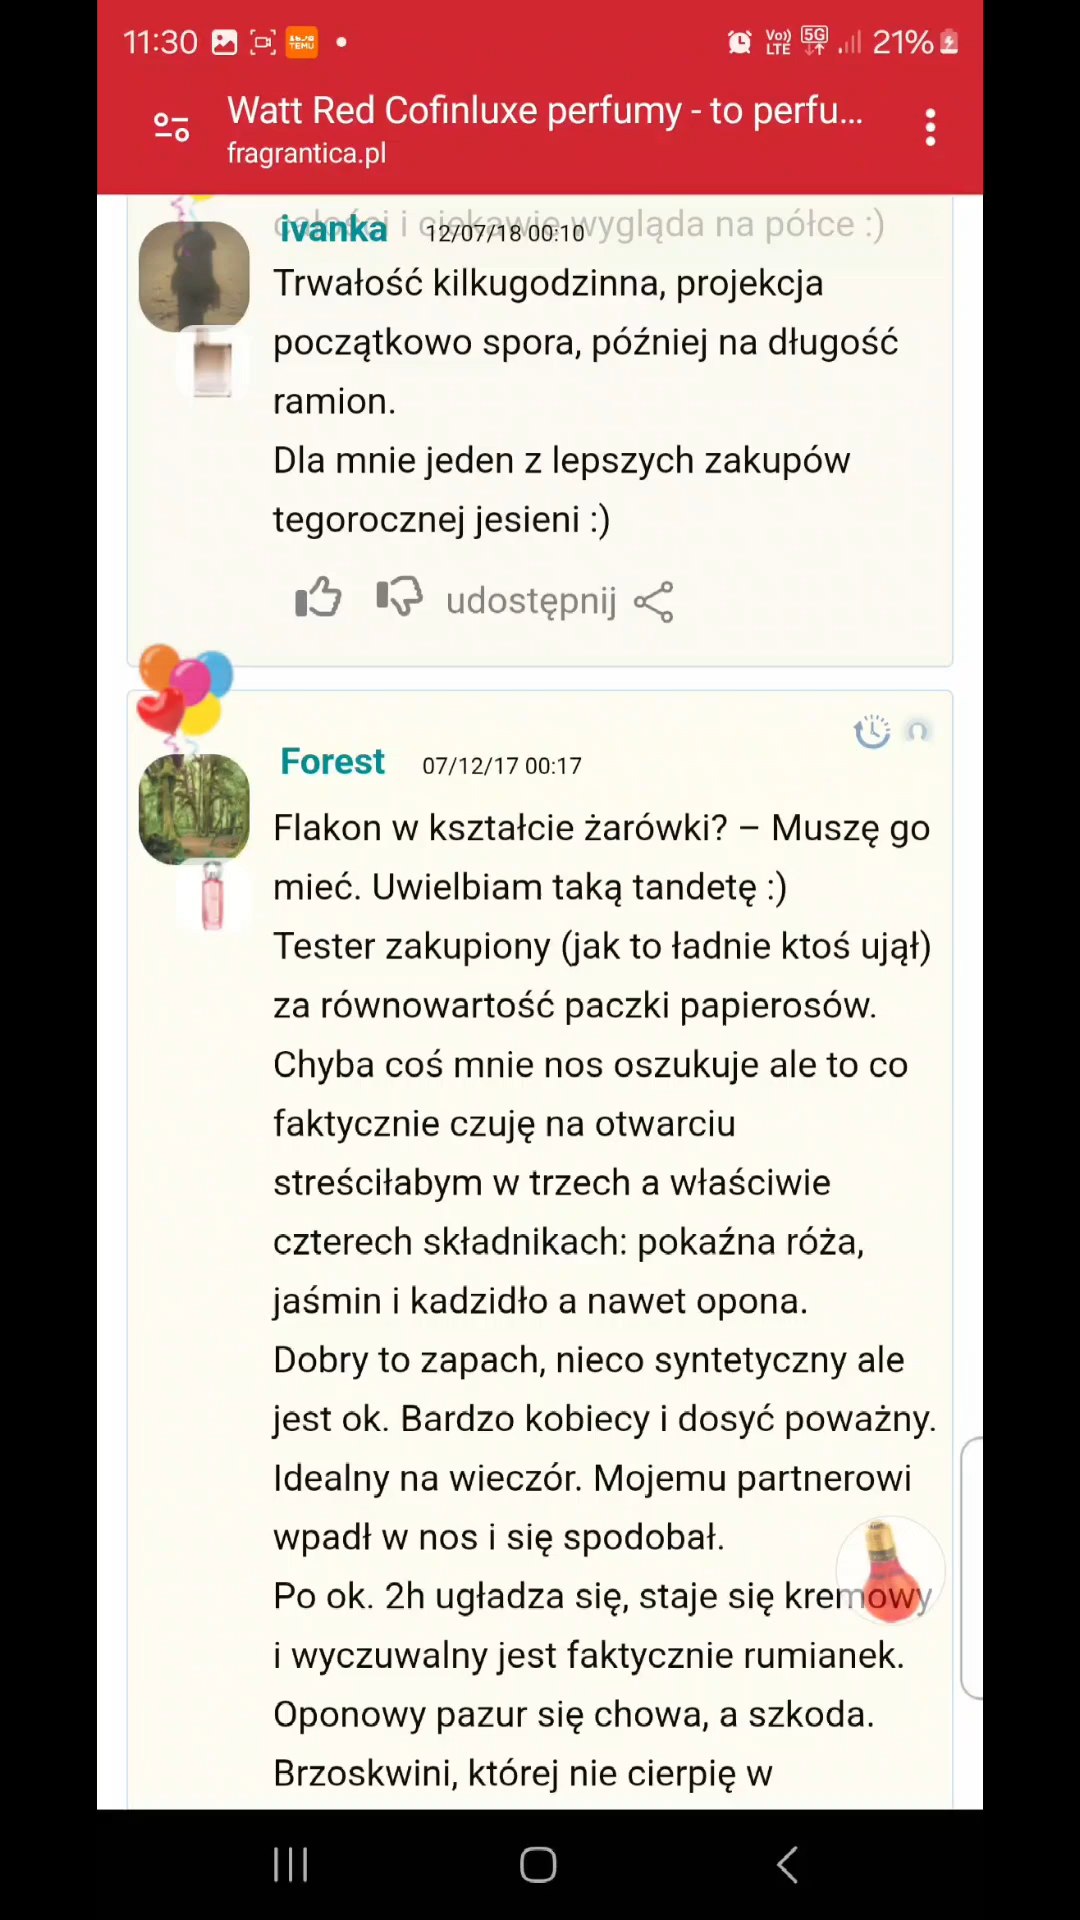 11:30 TEMU Vo)) LTE 5G 21%
Watt Red Cofinluxe perfumy - to perfu...
fragrantica.pl
całości i ciekawie wygląda na półce :)
ivanka 12/07/18 00:10
Trwałość kilkugodzinna, projekcja
początkowo spora, później na długość
ramion.
Dla mnie jeden z lepszych zakupów
tegorocznej jesieni :)
udostępnij
Forest 07/12/17 00:17
Flakon w kształcie żarówki? – Muszę go
mieć. Uwielbiam taką tandetę :)
Tester zakupiony (jak to ładnie ktoś ujął)
za równowartość paczki papierosów.
Chyba coś mnie nos oszukuje ale to co
faktycznie czuję na otwarciu
streściłabym w trzech a właściwie
czterech składnikach: pokaźna róża,
jaśmin i kadzidło a nawet opona.
Dobry to zapach, nieco syntetyczny ale
jest ok. Bardzo kobiecy i dosyć poważny.
Idealny na wieczór. Mojemu partnerowi
wpadł w nos i się spodobał.
Po ok. 2h ugładza się, staje się kremowy
i wyczuwalny jest faktycznie rumianek.
Oponowy pazur się chowa, a szkoda.
Brzoskwini, której nie cierpię w